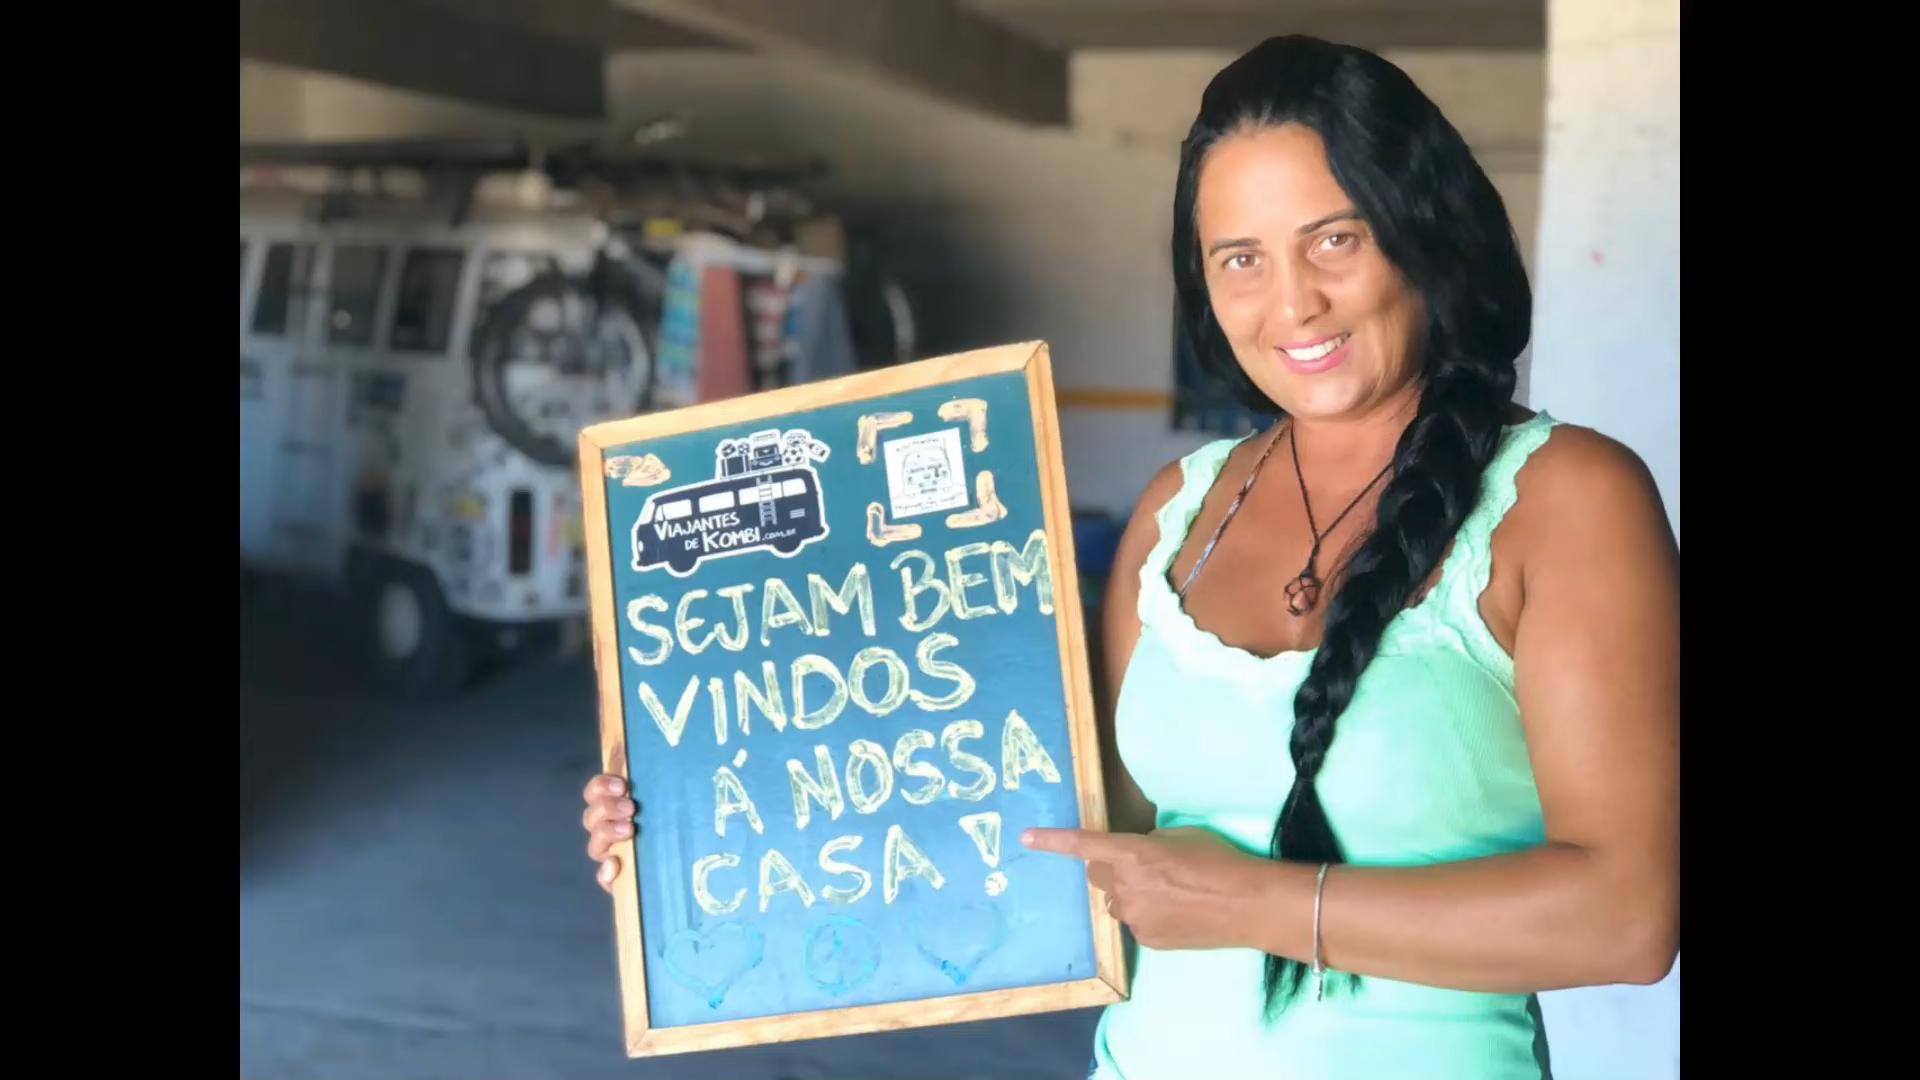 VIAJANTES
DE KOMBI.com.br
SEJAM BEM
VINDOS
Á NOSSA
CASA!